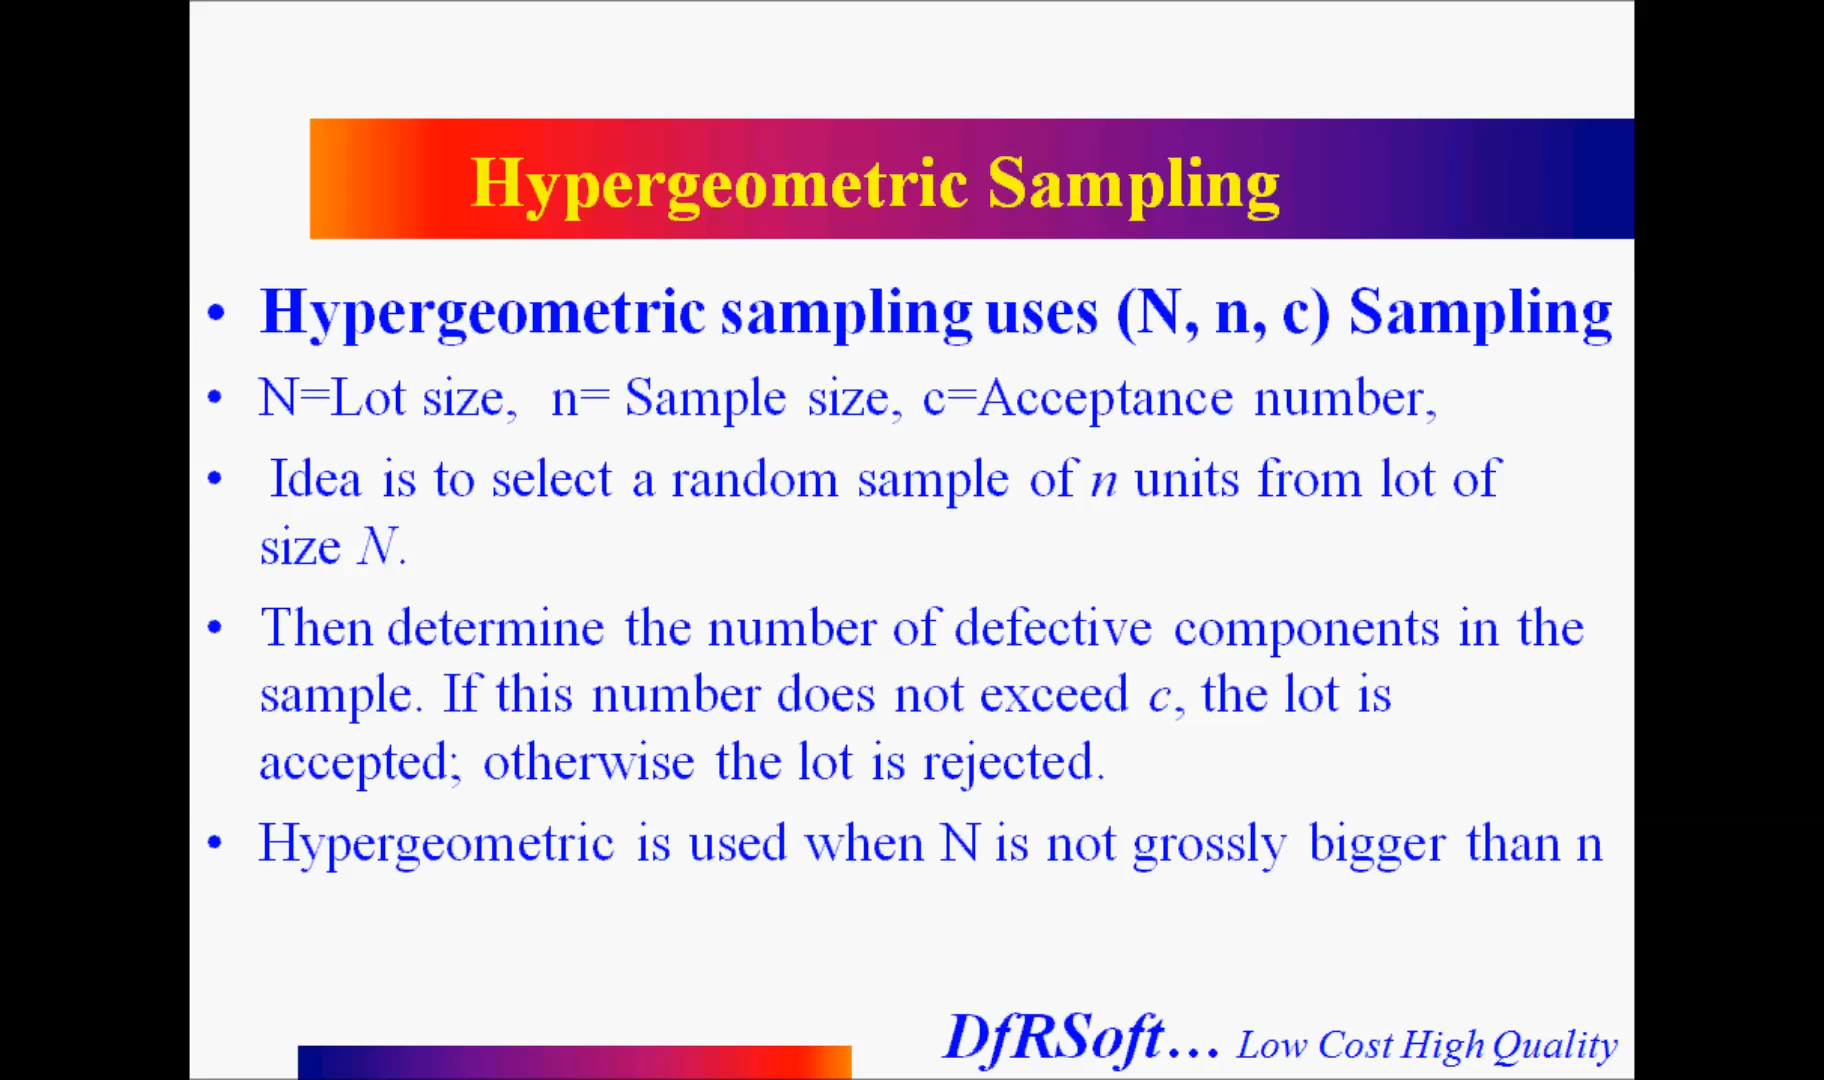 Hypergeometric Sampling
• Hypergeometric sampling uses (N, n, c) Sampling
• N=Lot size, n= Sample size, c=Acceptance number,
• Idea is to select a random sample of n units from lot of
size N.
• Then determine the number of defective components in the
sample. If this number does not exceed c, the lot is
accepted; otherwise the lot is rejected.
• Hypergeometric is used when N is not grossly bigger than n
DfRSoft... Low Cost High Quality